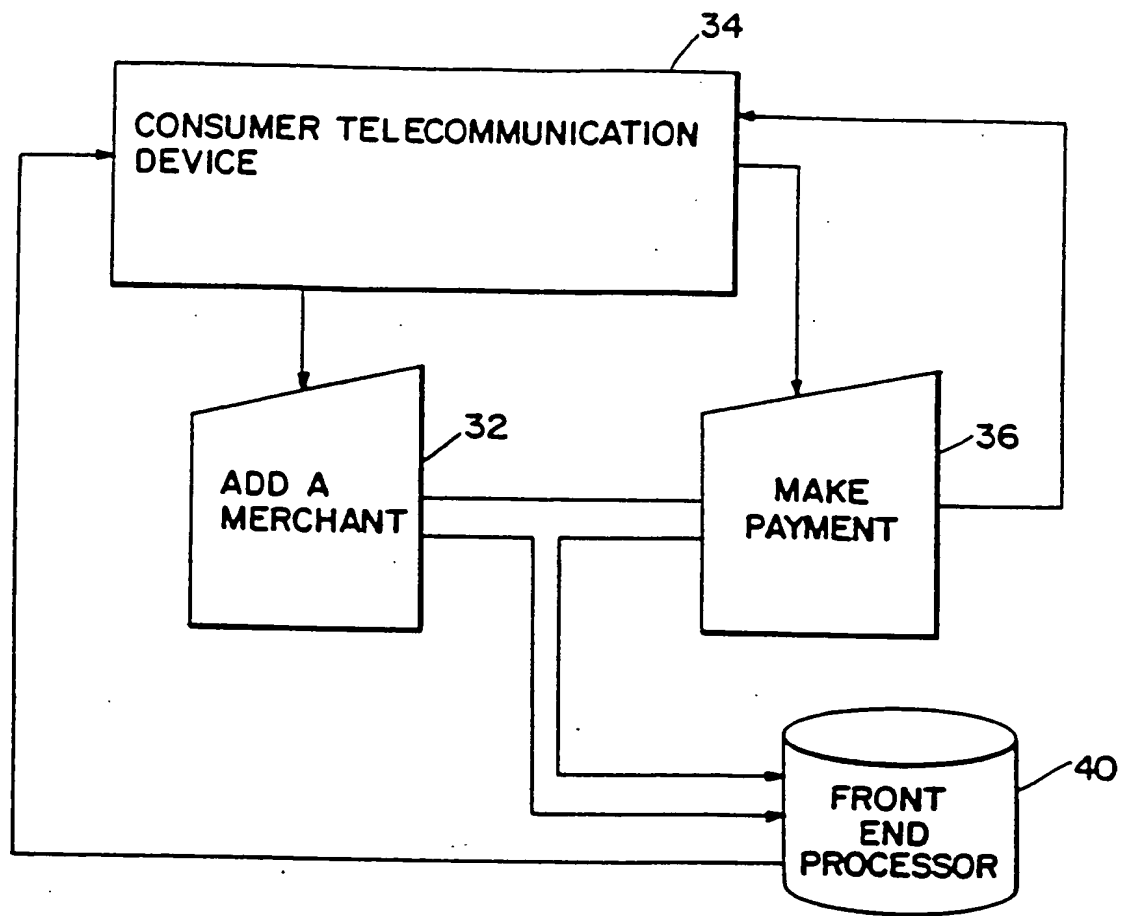 34
CONSUMER TELECOMMUNICATION
DEVICE
32
ADD A
MERCHANT
36
MAKE
PAYMENT
40
FRONT
END
PROCESSOR